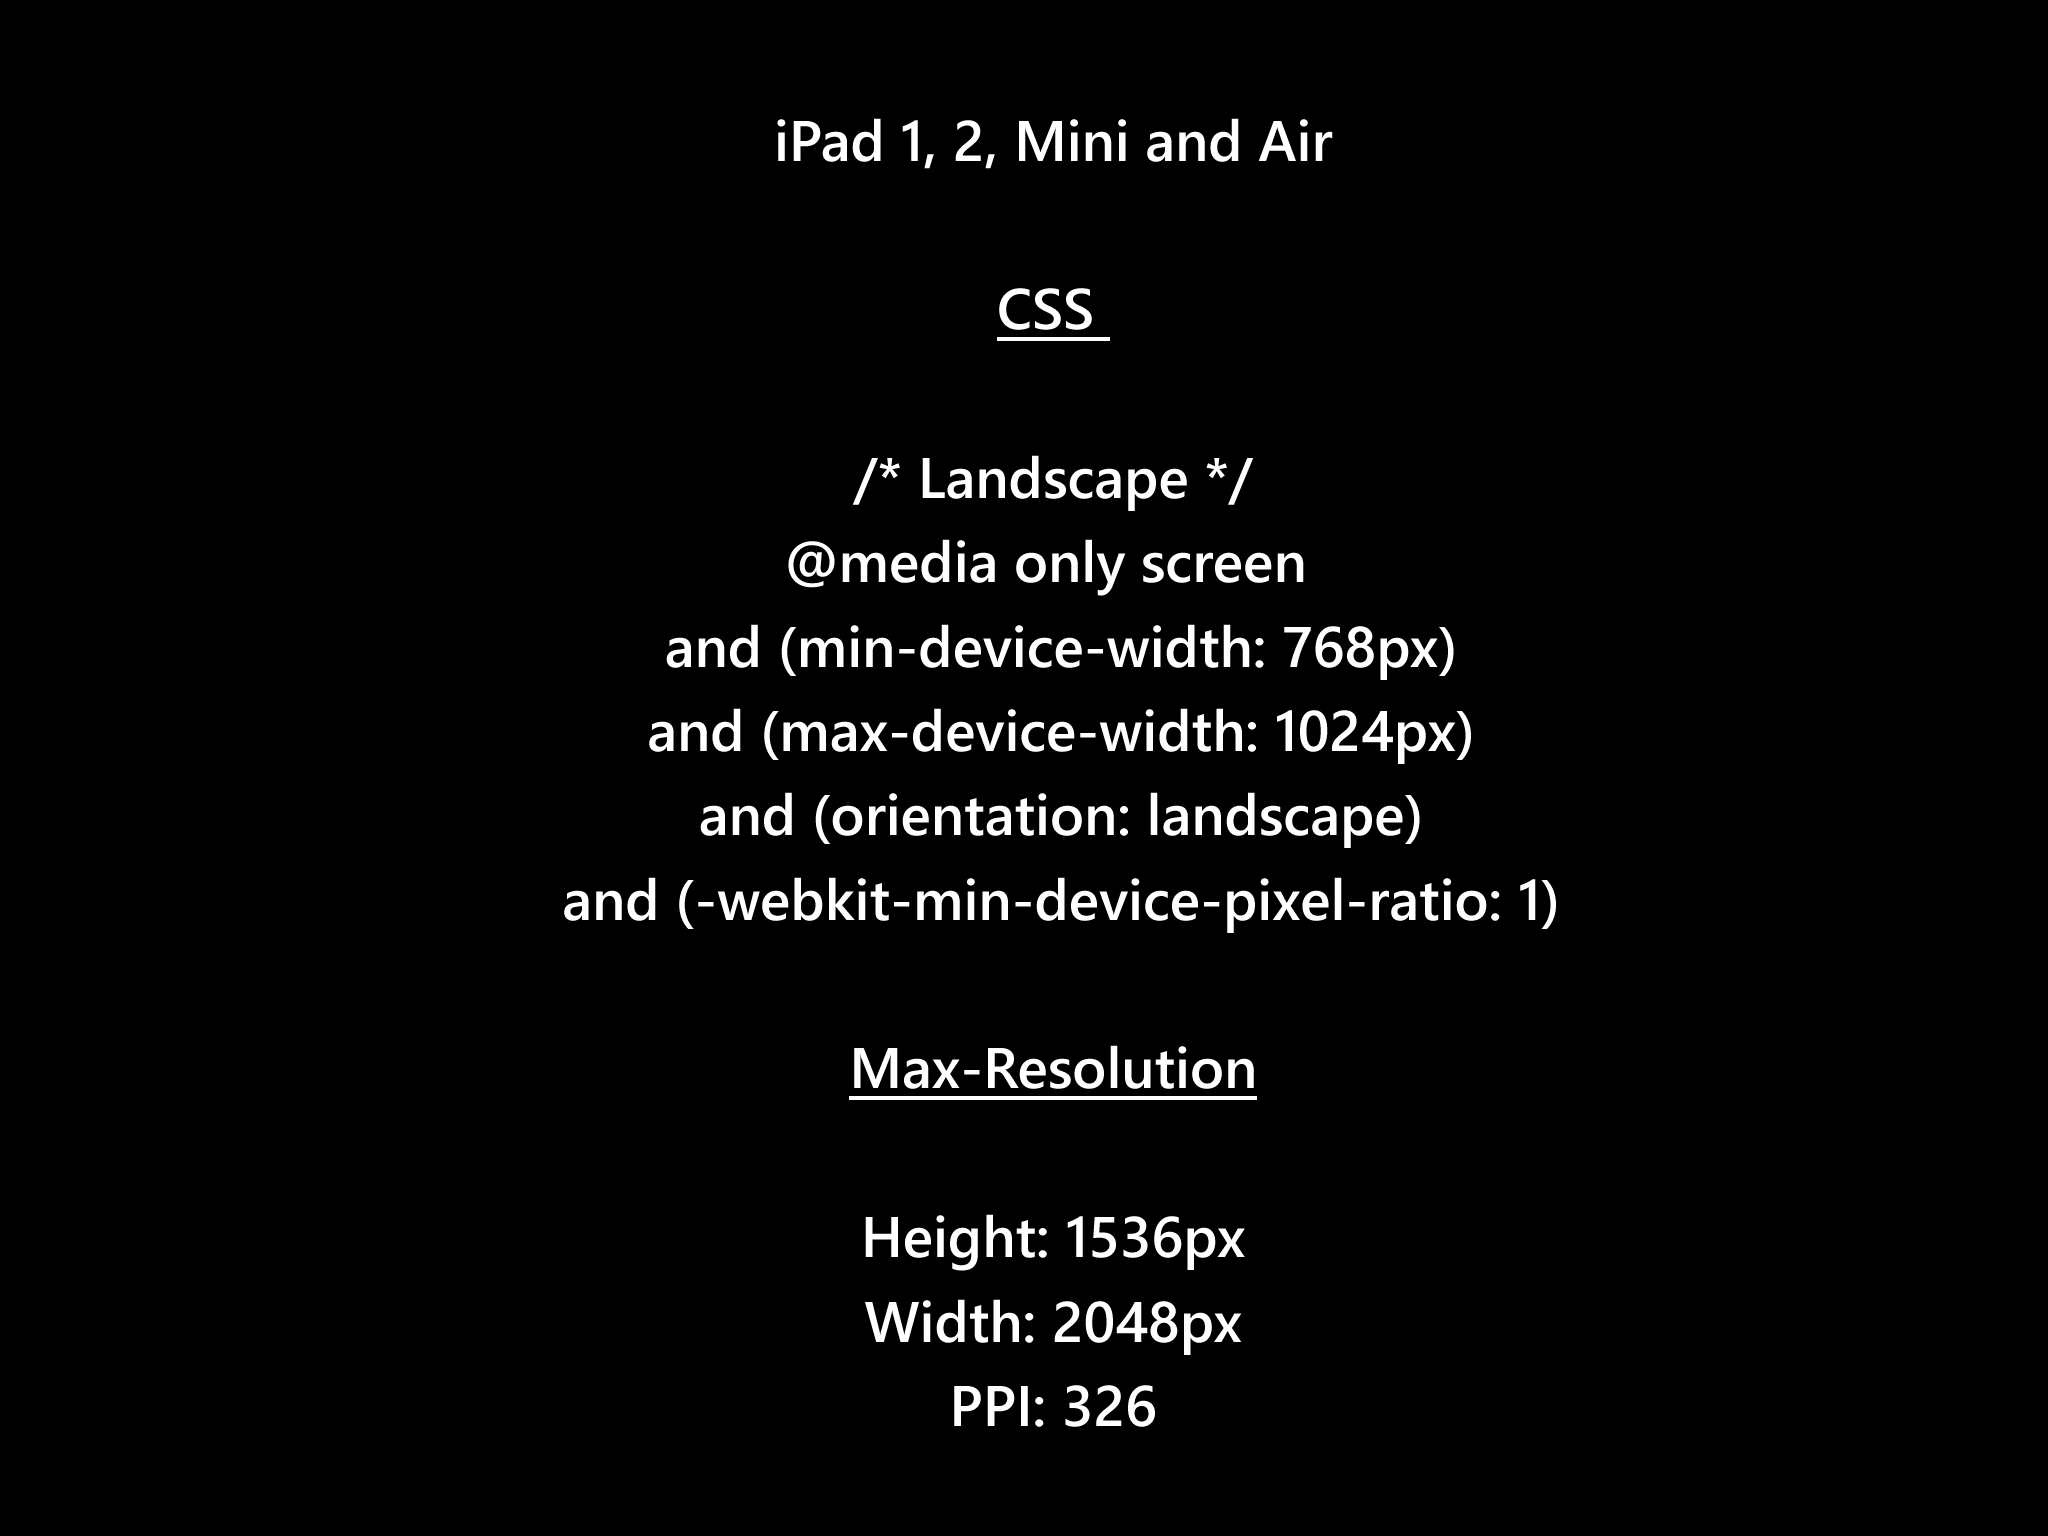 iPad 1, 2, Mini and Air
CSS
/* Landscape */
@media only screen
and (min-device-width: 768px)
and (max-device-width: 1024px)
and (orientation: landscape)
and (-webkit-min-device-pixel-ratio: 1)
Max-Resolution
Height: 1536px
Width: 2048px
PPI: 326